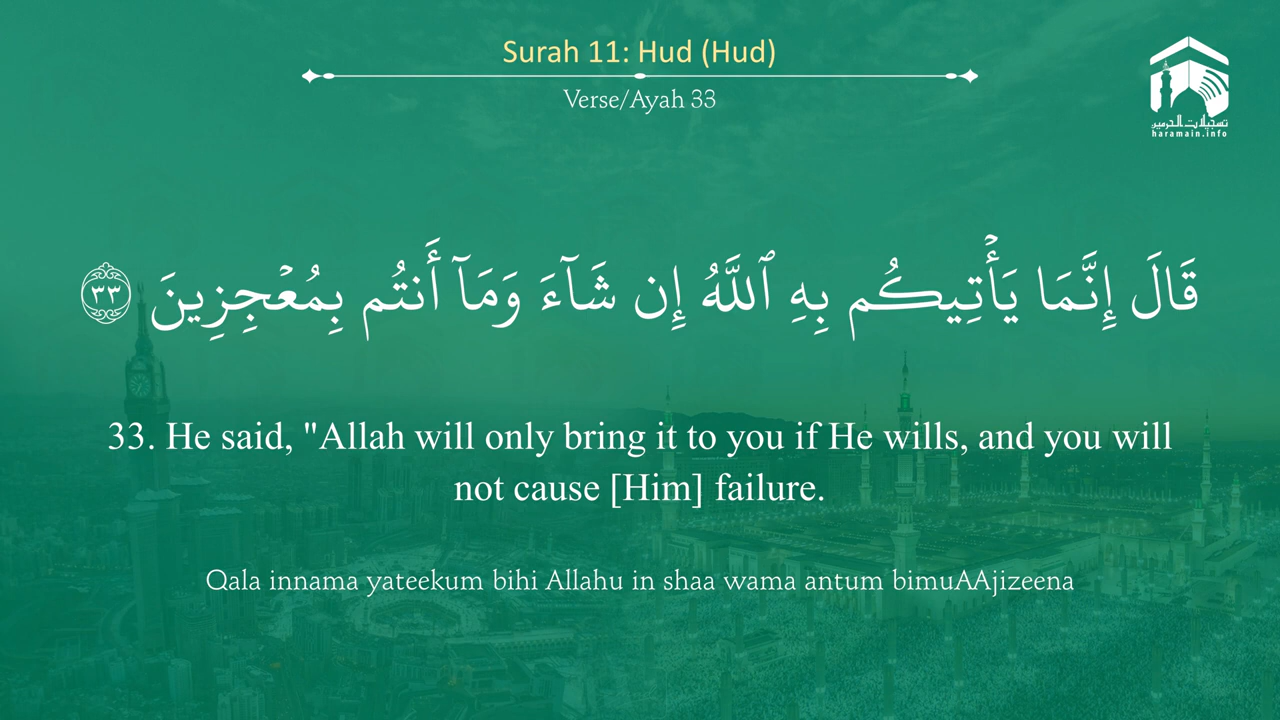 Surah 11: Hud (Hud)
Verse/Ayah 33
تسجيلات الحرمين
haramain.info
قَالَ إِنَّمَا يَأْتِيكُم بِهِ ٱللَّهُ إِن شَآءَ وَمَآ أَنتُم بِمُعْجِزِينَ ٣٣
33. He said, "Allah will only bring it to you if He wills, and you will
not cause [Him] failure.
Qala innama yateekum bihi Allahu in shaa wama antum bimuAAjizeena